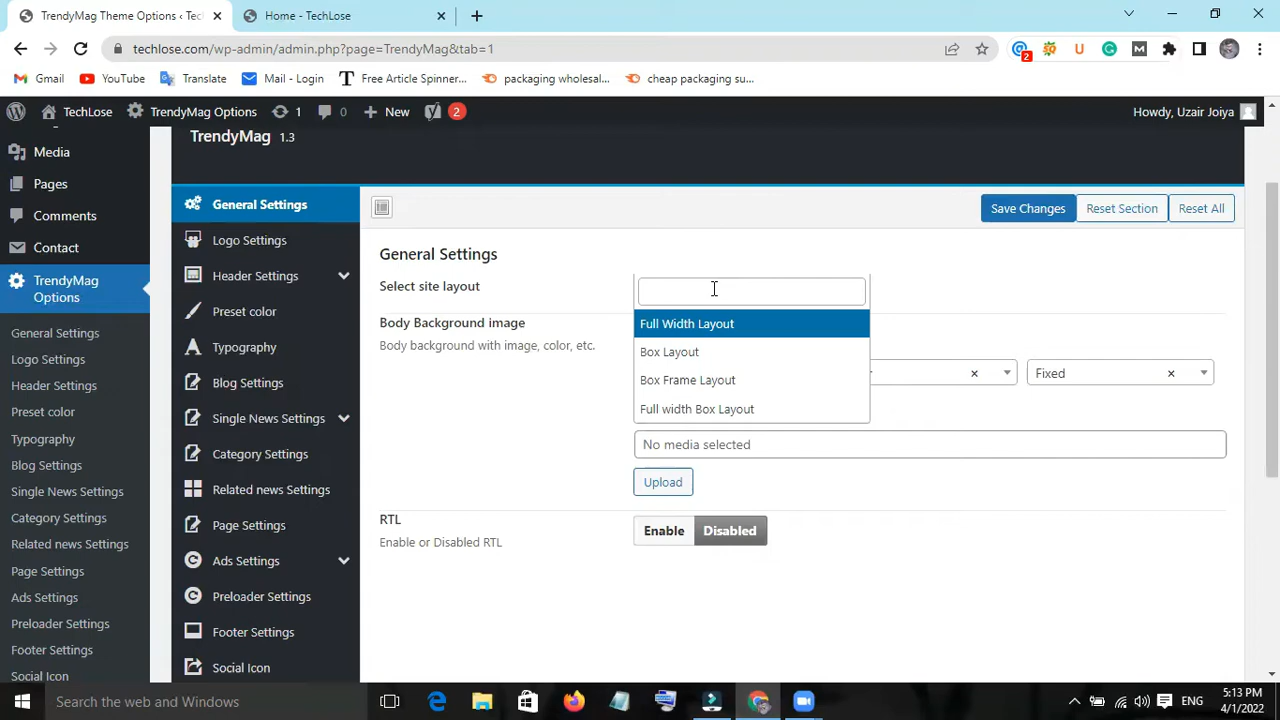 TrendyMag Theme Options ‹ Tec
Home - TechLose
techlose.com/wp-admin/admin.php?page=TrendyMag&tab=1
2
Gmail
YouTube
Translate
Mail - Login
Free Article Spinner...
packaging wholesal...
cheap packaging su...
TechLose
TrendyMag Options
1
0
New
2
Howdy, Uzair Joiya
Media
Pages
Comments
Contact
TrendyMag
Options
General Settings
Logo Settings
Header Settings
Preset color
Typography
Blog Settings
Single News Settings
Category Settings
Related news Settings
Page Settings
Ads Settings
Preloader Settings
Footer Settings
Social Icon
TrendyMag 1.3
General Settings
Logo Settings
Header Settings
Preset color
Typography
Blog Settings
Single News Settings
Category Settings
Related news Settings
Page Settings
Ads Settings
Preloader Settings
Footer Settings
Social Icon
Save Changes
Reset Section
Reset All
General Settings
Select site layout
Full Width Layout
Box Layout
Box Frame Layout
Full width Box Layout
Body Background image
Body background with image, color, etc.
Fixed
No media selected
Upload
RTL
Enable or Disabled RTL
Enable
Disabled
Search the web and Windows
ENG
5:13 PM
4/1/2022